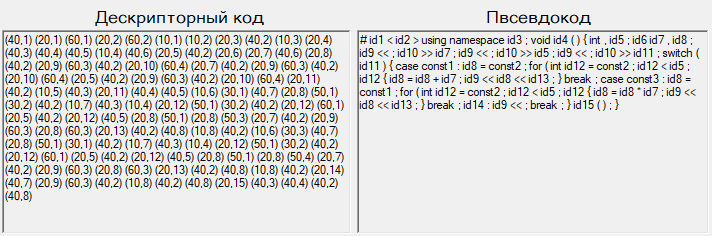 Дескрипторный код
Пвсевдокод
(40,1) (20,1) (60,1) (20,2) (60,2) (10,1) (10,2) (20,3) (40,2) (10,3) (20,4)
(40,3) (40,4) (40,5) (10,4) (40,6) (20,5) (40,2) (20,6) (20,7) (40,6) (20,8)
(40,2) (20,9) (60,3) (40,2) (20,10) (60,4) (20,7) (40,2) (20,9) (60,3) (40,2)
(20,10) (60,4) (20,5) (40,2) (20,9) (60,3) (40,2) (20,10) (60,4) (20,11)
(40,2) (10,5) (40,3) (20,11) (40,4) (40,5) (10,6) (30,1) (40,7) (20,8) (50,1)
(30,2) (40,2) (10,7) (40,3) (10,4) (20,12) (50,1) (30,2) (40,2) (20,12) (60,1)
(20,5) (40,2) (20,12) (40,5) (20,8) (50,1) (20,8) (50,3) (20,7) (40,2) (20,9)
(60,3) (20,8) (60,3) (20,13) (40,2) (40,8) (10,8) (40,2) (10,6) (30,3) (40,7)
(20,8) (50,1) (30,1) (40,2) (10,7) (40,3) (10,4) (20,12) (50,1) (30,2) (40,2)
(20,12) (60,1) (20,5) (40,2) (20,12) (40,5) (20,8) (50,1) (20,8) (50,4) (20,7)
(40,2) (20,9) (60,3) (20,8) (60,3) (20,13) (40,2) (40,8) (10,8) (40,2) (20,14)
(40,7) (20,9) (60,3) (40,2) (10,8) (40,2) (40,8) (20,15) (40,3) (40,4) (40,2)
(40,8)
# id1 < id2 > using namespace id3 ; void id4 ( ) { int , id5 ; id6 id7 , id8 ;
id9 << ; id10 >> id7 ; id9 << ; id10 >> id5 ; id9 << ; id10 >> id11 ; switch (
id11 ) { case const1 : id8 = const2 ; for ( int id12 = const2 ; id12 < id5 ;
id12 { id8 = id8 + id7 ; id9 << id8 << id13 ; } break ; case const3 : id8 =
const1 ; for ( int id12 = const2 ; id12 < id5 ; id12 { id8 = id8 * id7 ; id9 <<
id8 << id13 ; } break ; id14 : id9 << ; break ; } id15 ( ) ; }